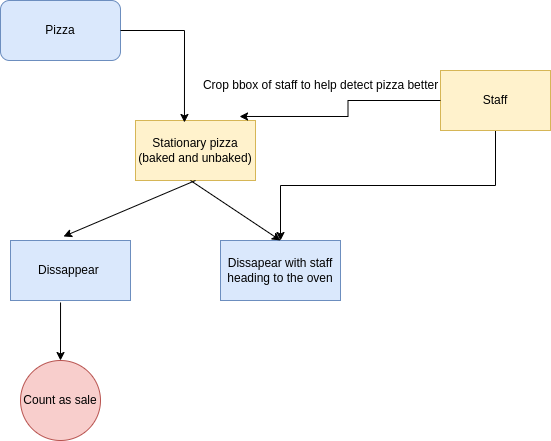 Pizza
Crop bbox of staff to help detect pizza better
Staff
Stationary pizza
(baked and unbaked)
Dissappear
Dissapear with staff
heading to the oven
Count as sale